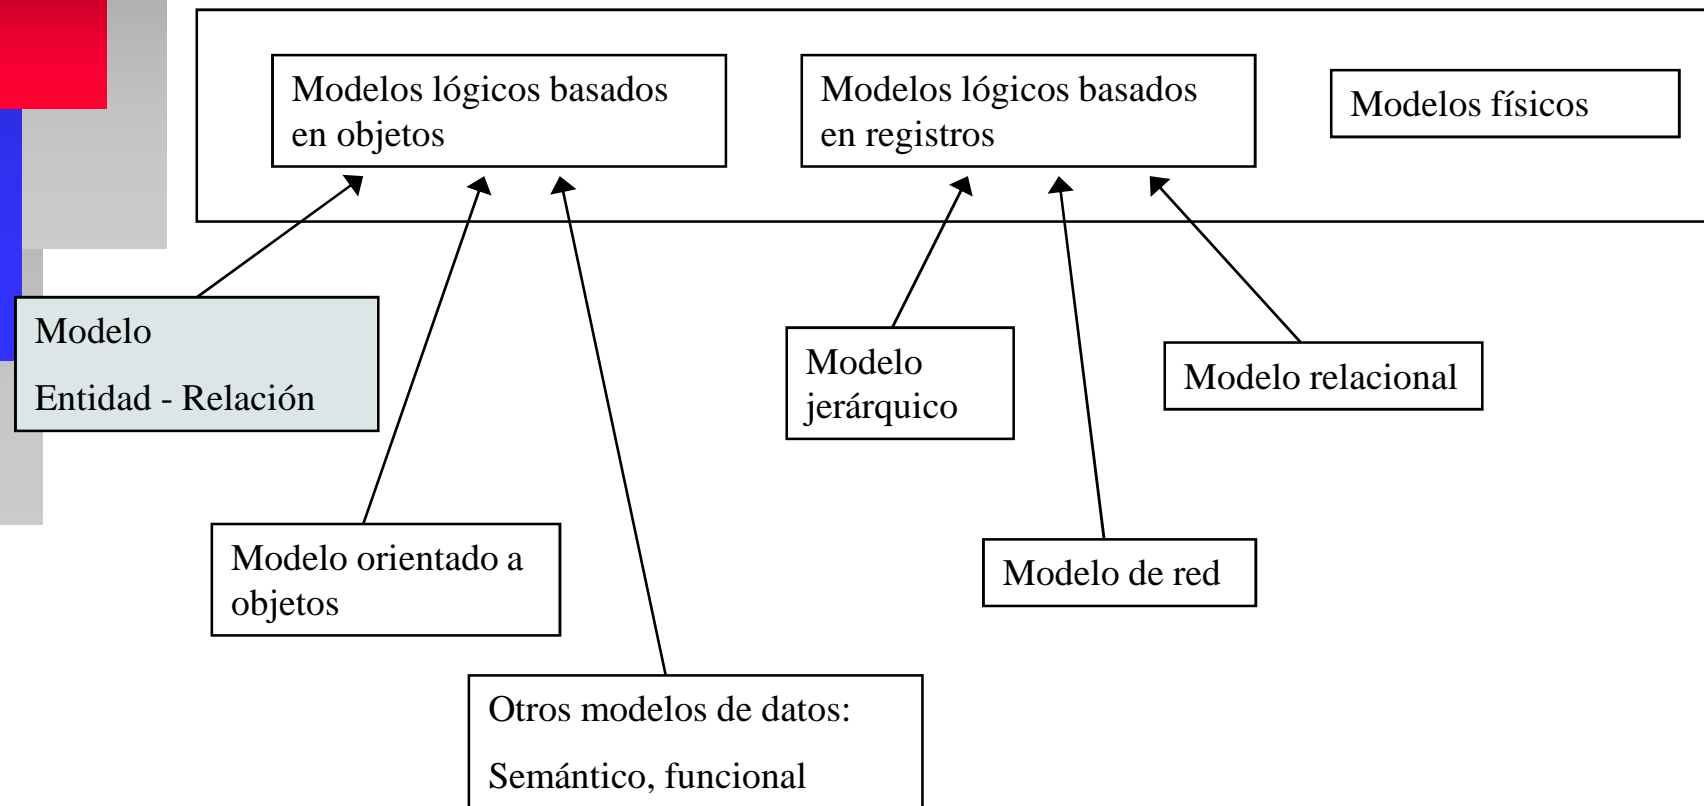 Modelos lógicos basados
en objetos
Modelos lógicos basados
en registros
Modelos físicos
Modelo
Entidad - Relación
Modelo
jerárquico
Modelo relacional
Modelo orientado a
objetos
Modelo de red
Otros modelos de datos:
Semántico, funcional